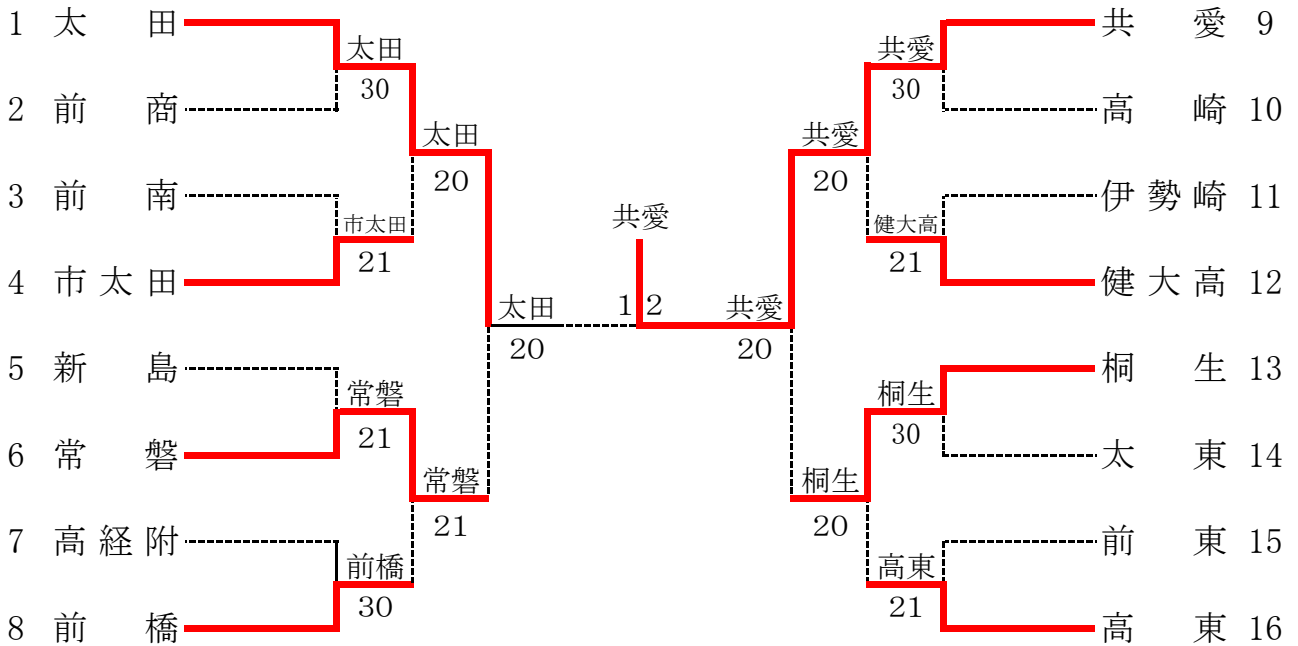 1 太田
2 前商
3 前南
4 市太田
5 新島
6 常磐
7 高経附
8 前橋
太田
30
市太田
21
常磐
21
前橋
30
太田
20
常磐
21
太田
20
共愛
1 2
共愛
20
共愛
20
桐生
20
共愛
30
健大高
21
桐生
30
高東
21
共愛 9
高崎 10
伊勢崎 11
健大高 12
桐生 13
太東 14
前東 15
高東 16